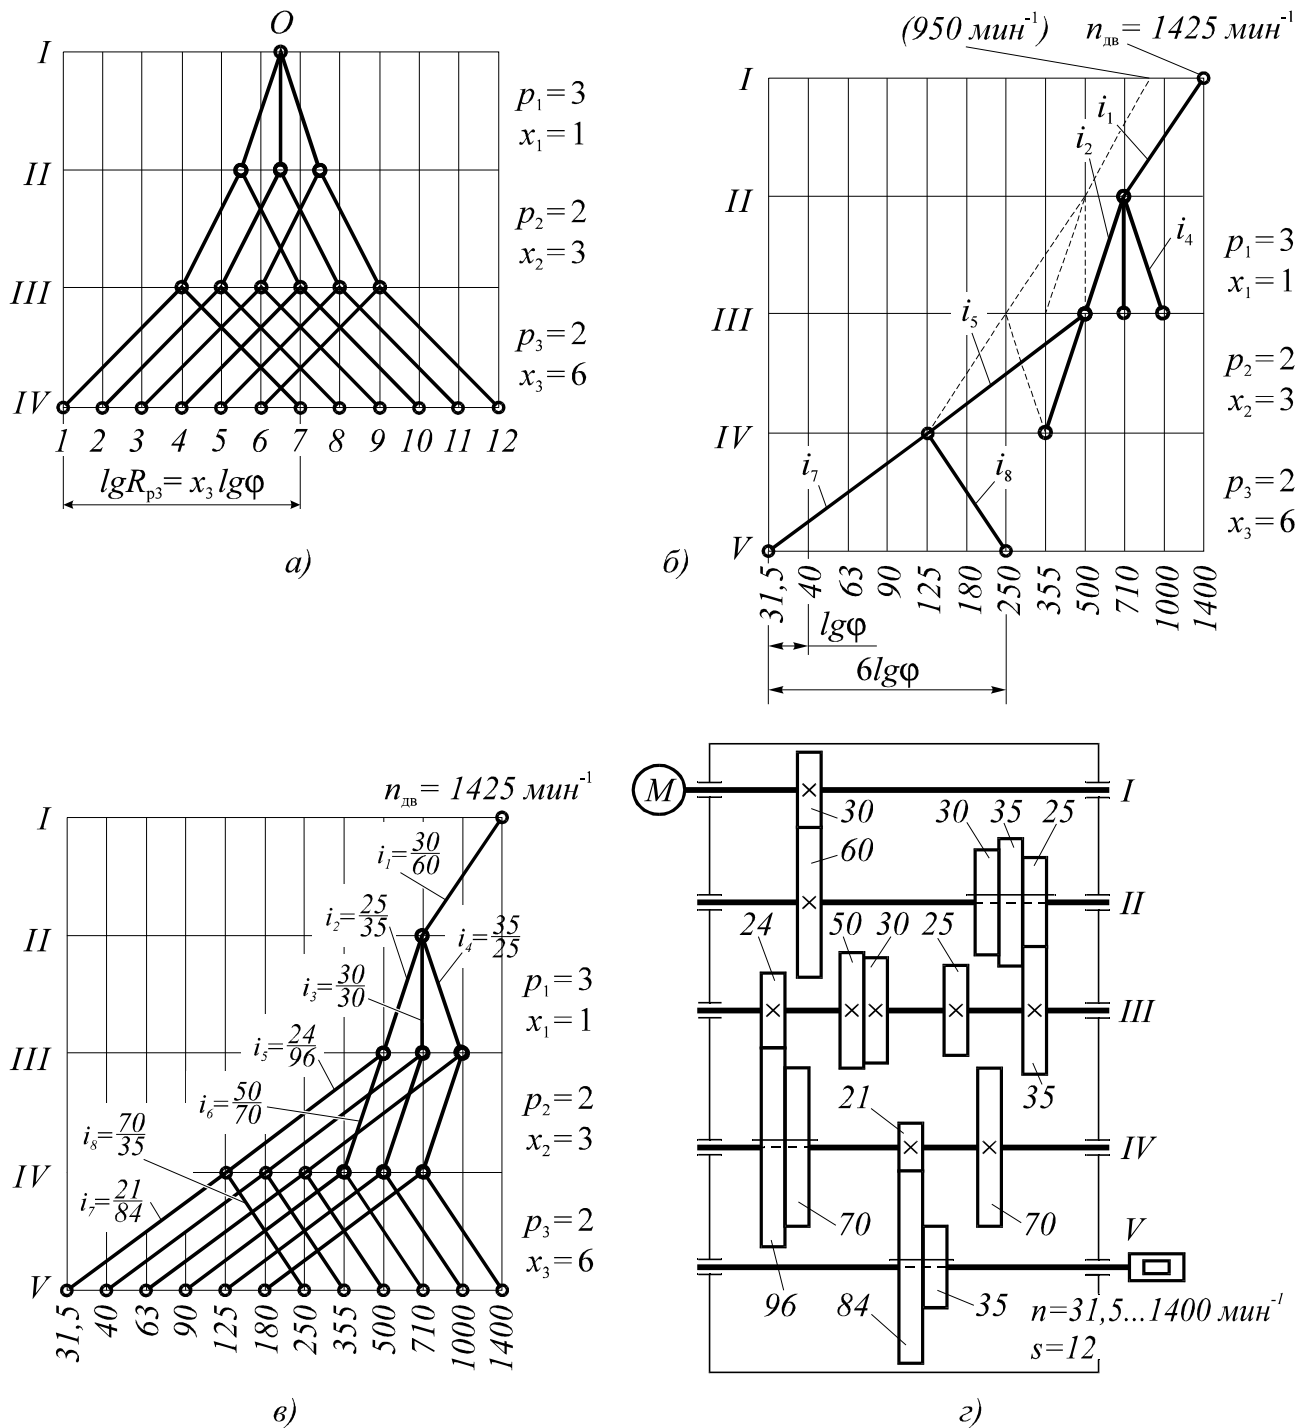 O
I
II
III
IV
p₁=3
x₁=1
p₂=2
x₂=3
p₃=2
x₃=6
1 2 3 4 5 6 7 8 9 10 11 12
lgRр3= x₃ lgφ
а)
(950 мин⁻¹) nдв= 1425 мин⁻¹
I
II
III
IV
V
i₁
i₂
i₄
i₅
i₇
i₈
p₁=3
x₁=1
p₂=2
x₂=3
p₃=2
x₃=6
31,5 40 63 90 125 180 250 355 500 710 1000 1400
lgφ
6lgφ
б)
nдв= 1425 мин⁻¹
I
II
III
IV
V
i₁=30/60
i₂=25/35
i₄=35/25
i₃=30/30
i₅=24/96
i₆=50/70
i₈=70/35
i₇=21/84
p₁=3
x₁=1
p₂=2
x₂=3
p₃=2
x₃=6
31,5 40 63 90 125 180 250 355 500 710 1000 1400
в)
M
I
30
30 35 25
60
II
24 50 30 25
III
21 35
IV
70 70
V
96 84 35
n=31,5...1400 мин⁻¹
s=12
г)